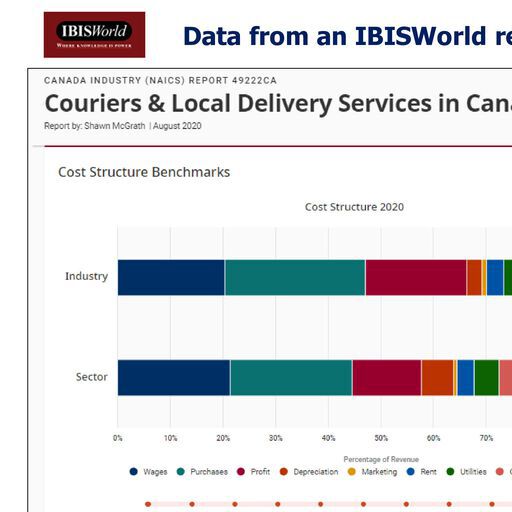 IBISWorld
WHERE KNOWLEDGE IS POWER
Data from an IBISWorld re
CANADA INDUSTRY (NAICS) REPORT 49222CA
Couriers & Local Delivery Services in Can
Report by: Shawn McGrath | August 2020
Cost Structure Benchmarks
Cost Structure 2020
Industry
Sector
0% 10% 20% 30% 40% 50% 60% 70%
Percentage of Revenue
Wages Purchases Profit Depreciation Marketing Rent Utilities